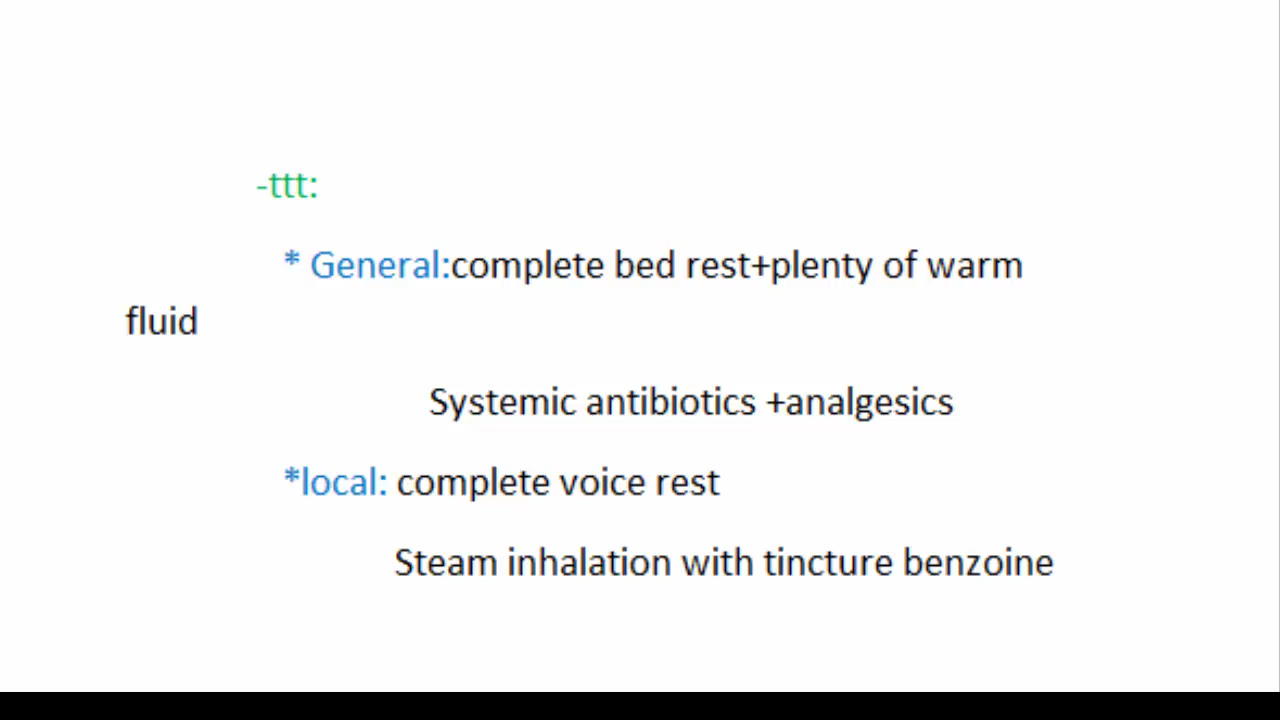 -ttt:
* General:complete bed rest+plenty of warm
fluid
Systemic antibiotics +analgesics
*local: complete voice rest
Steam inhalation with tincture benzoine